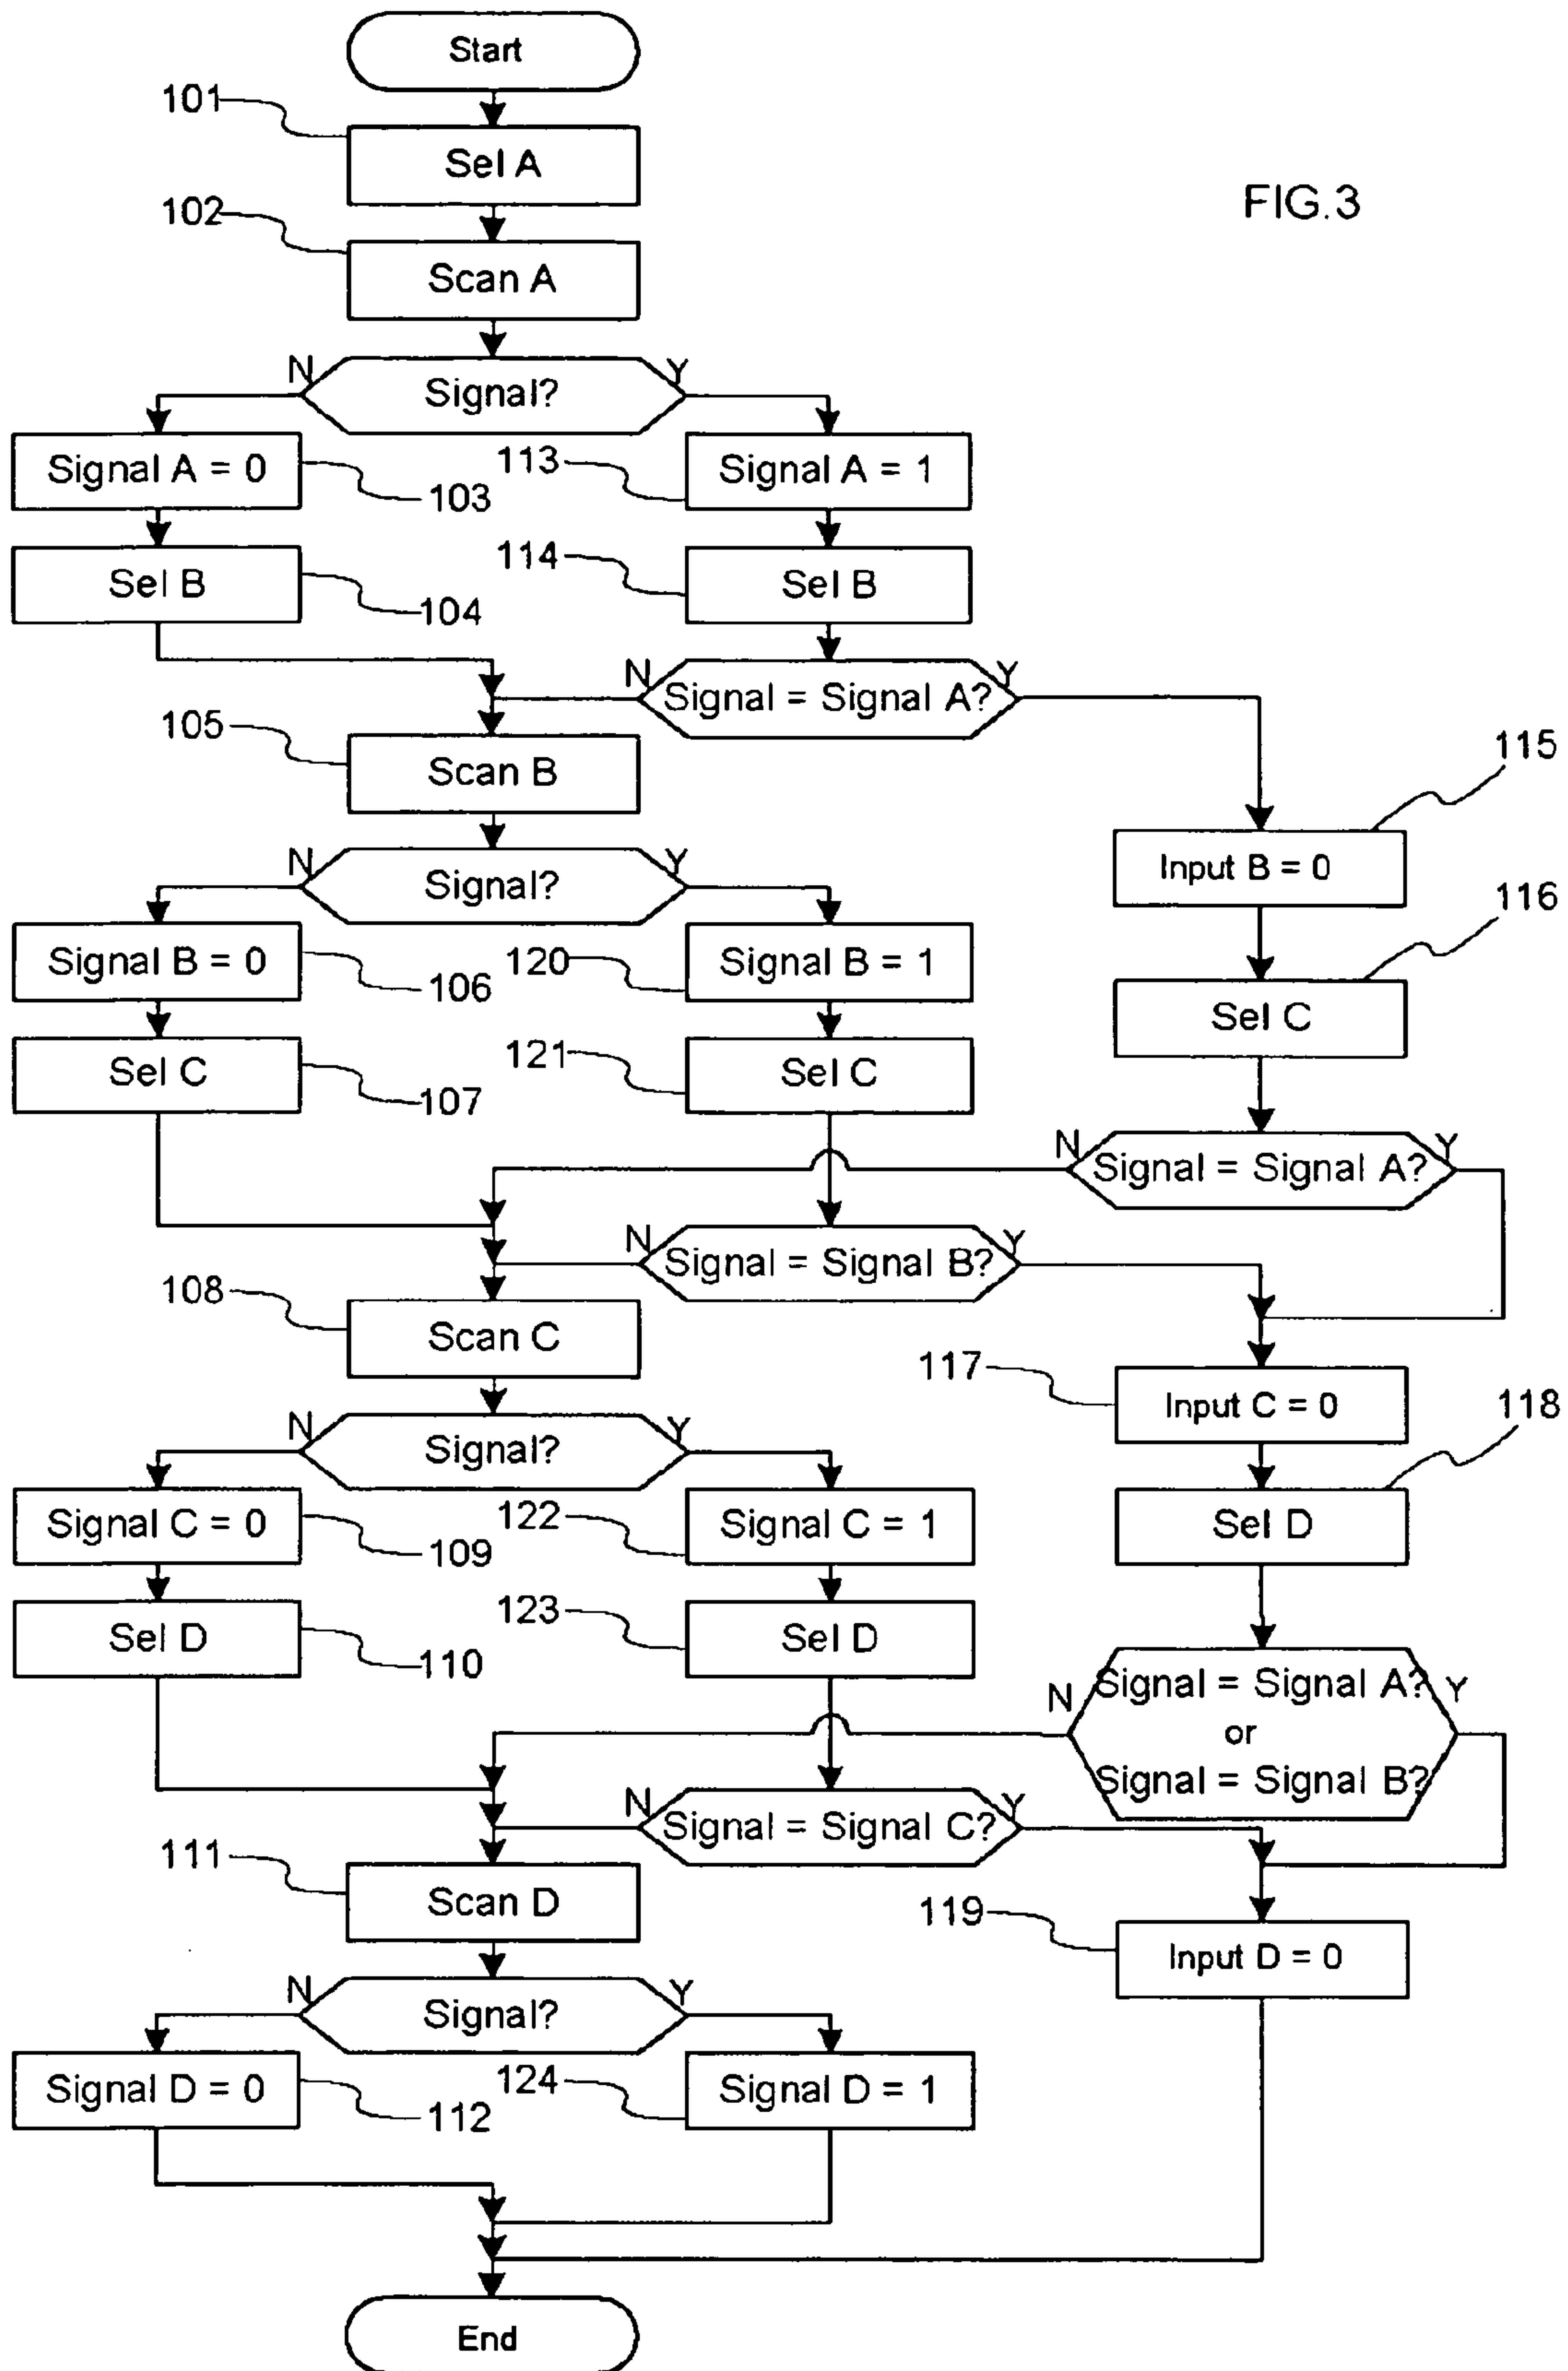 Start
101
Sel A
FIG.3
102
Scan A
N
Signal?
Y
Signal A = 0
103
113
Signal A = 1
Sel B
104
114
Sel B
N
Signal = Signal A?
Y
105
Scan B
115
Input B = 0
N
Signal?
Y
116
Signal B = 0
106
120
Signal B = 1
Sel C
Sel C
107
121
Sel C
N
Signal = Signal A?
Y
N
Signal = Signal B?
Y
108
Scan C
117
Input C = 0
118
N
Signal?
Y
Signal C = 0
109
122
Signal C = 1
Sel D
Sel D
110
123
Sel D
N
Signal = Signal A?
or
Signal = Signal B?
Y
N
Signal = Signal C?
Y
111
Scan D
119
Input D = 0
N
Signal?
Y
Signal D = 0
112
124
Signal D = 1
End